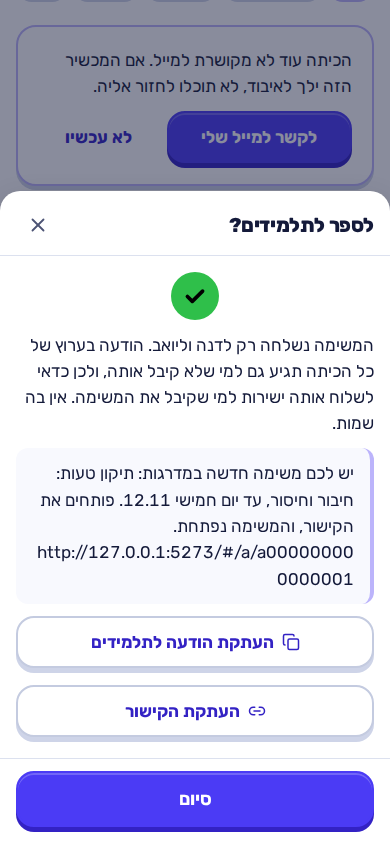 הכיתה עוד לא מקושרת למייל. אם המכשיר
הזה ילך לאיבוד, לא תוכלו לחזור אליה.
לקשר למייל שלי
לא עכשיו
לספר לתלמידים?
המשימה נשלחה רק לדנה וליואב. הודעה בערוץ של
כל הכיתה תגיע גם למי שלא קיבל אותה, ולכן כדאי
לשלוח אותה ישירות למי שקיבל את המשימה. אין בה
שמות.
יש לכם משימה חדשה במדרגות: תיקון טעות:
חיבור וחיסור, עד יום חמישי 12.11. פותחים את
הקישור, והמשימה נפתחת.
http://127.0.0.1:5273/#/a/a00000000
0000001
העתקת הודעה לתלמידים
העתקת הקישור
סיום